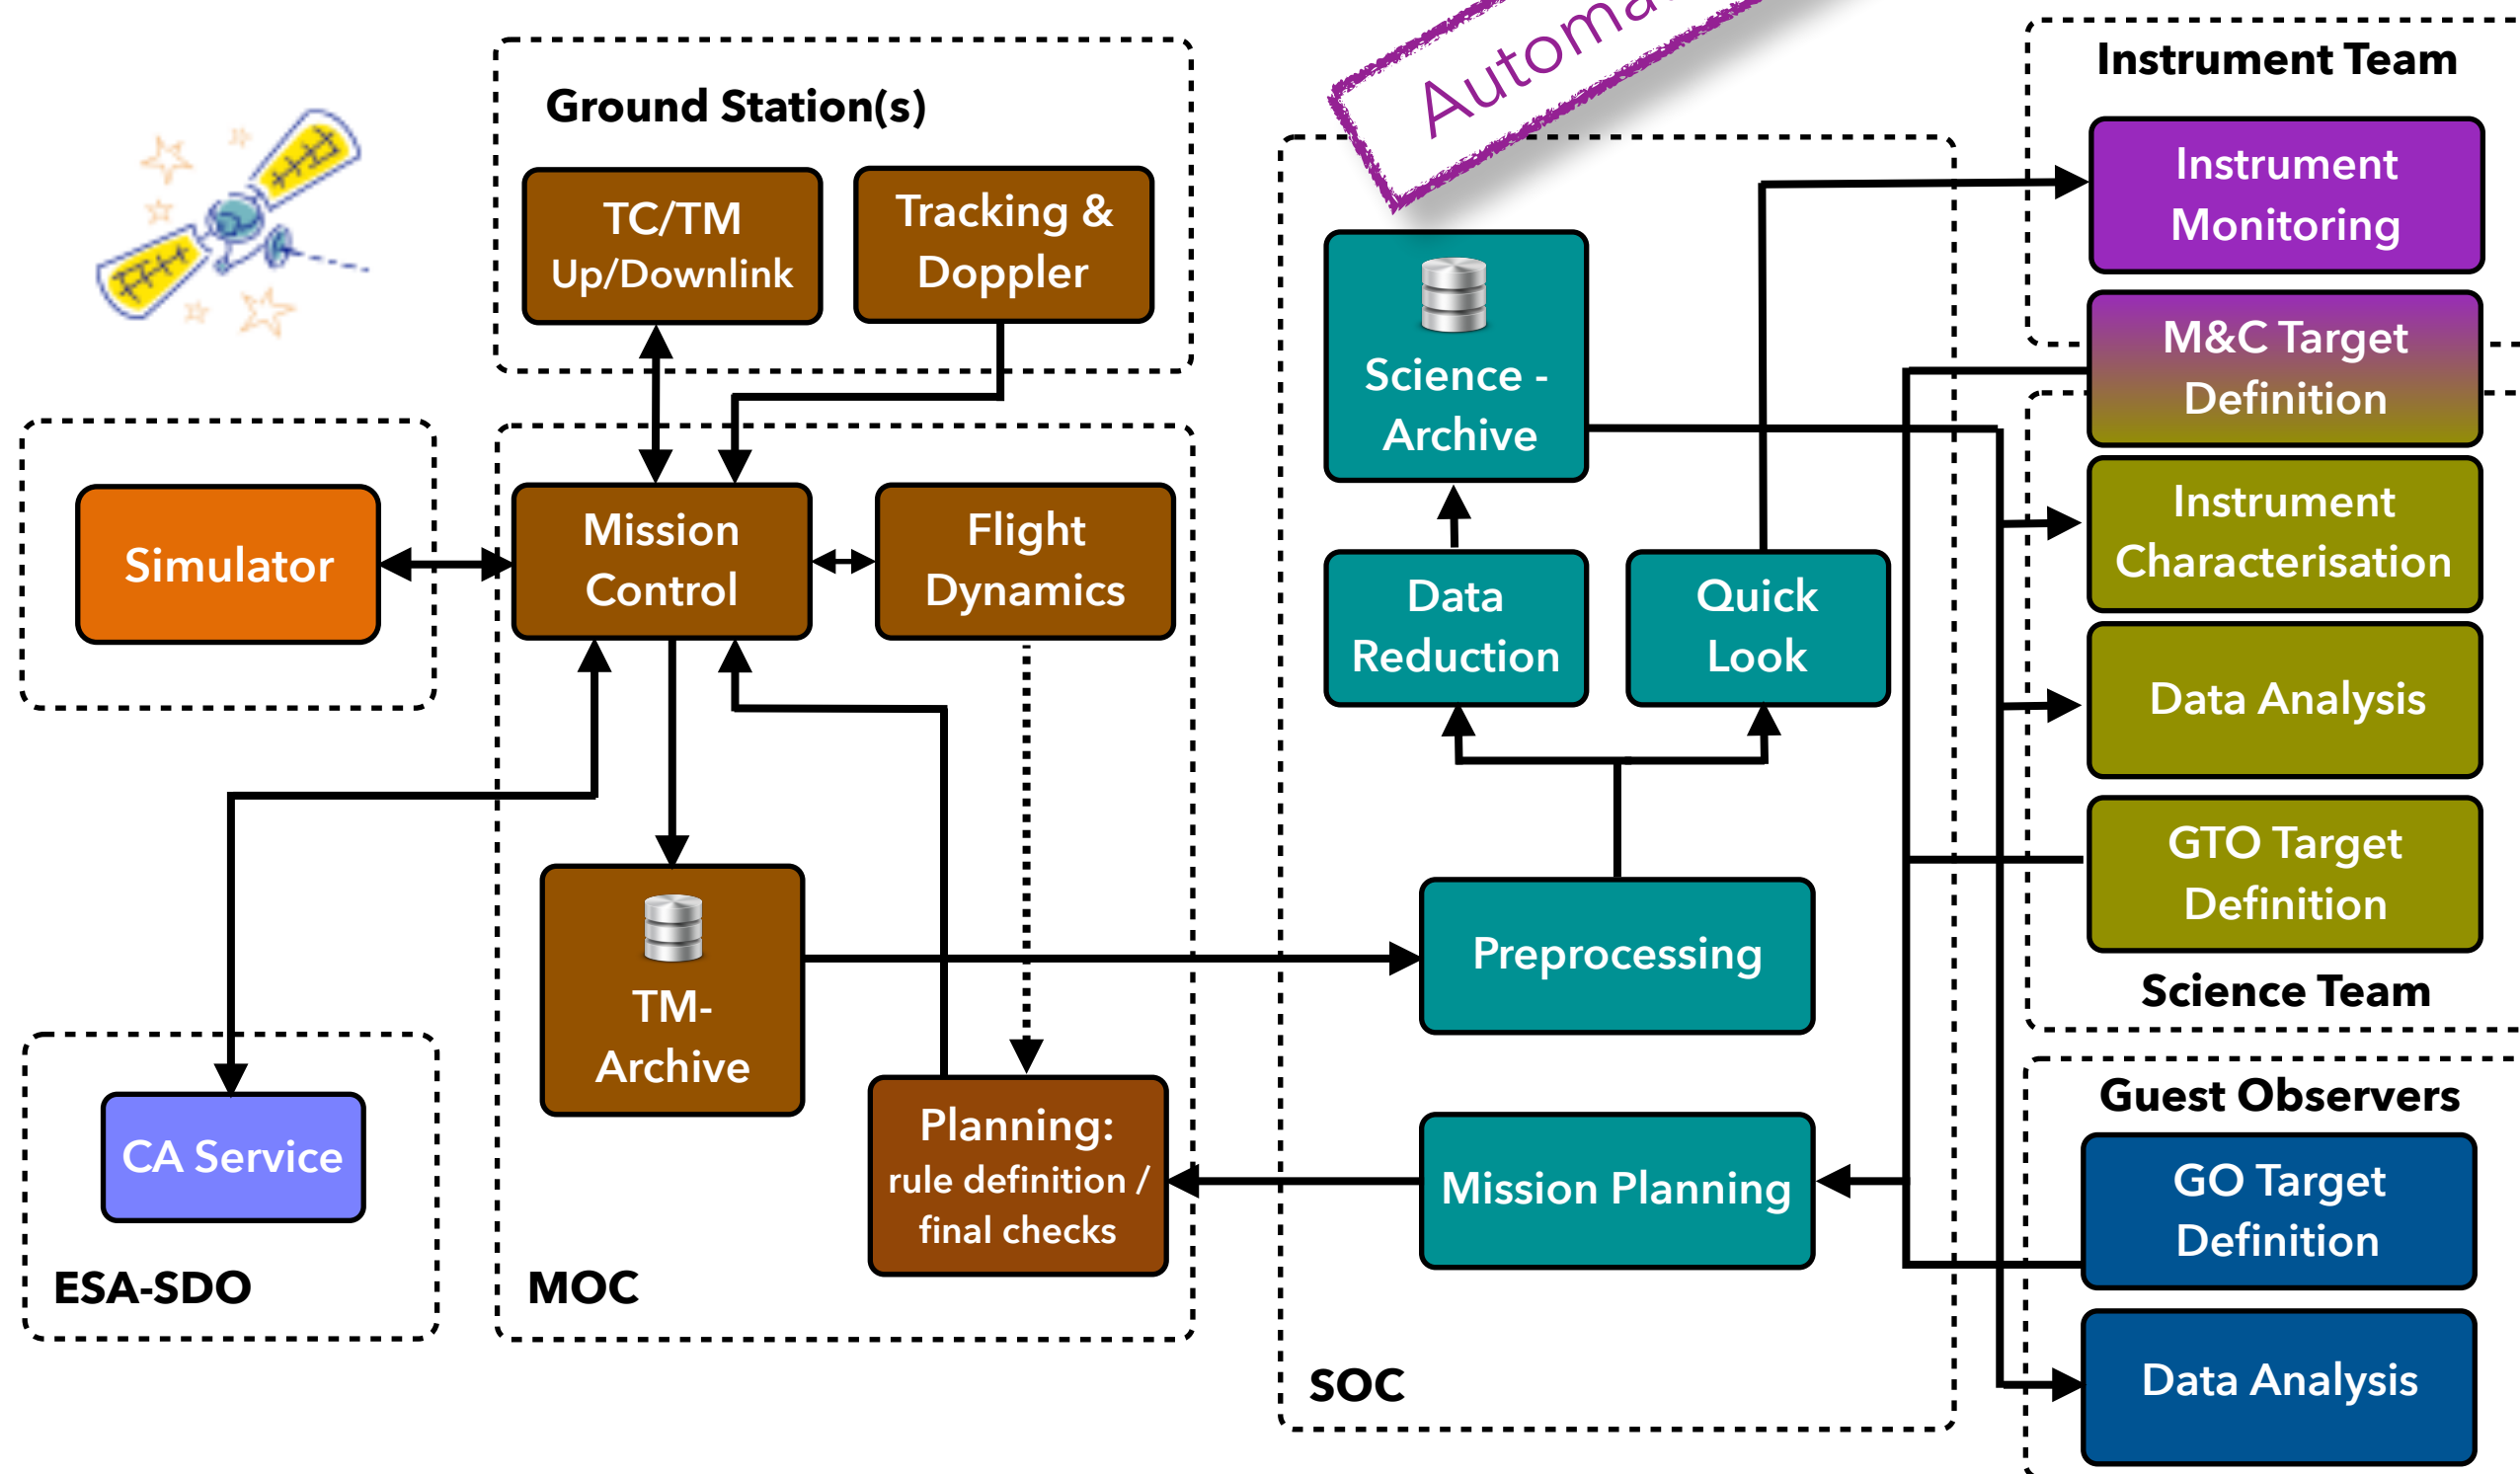 Automa
Ground Station(s)
TC/TM
Up/Downlink
Tracking &
Doppler
Simulator
Mission
Control
Flight
Dynamics
TM-
Archive
Planning:
rule definition /
final checks
MOC
CA Service
ESA-SDO
Science -
Archive
Data
Reduction
Quick
Look
Preprocessing
Mission Planning
SOC
Instrument Team
Instrument
Monitoring
M&C Target
Definition
Instrument
Characterisation
Data Analysis
GTO Target
Definition
Science Team
Guest Observers
GO Target
Definition
Data Analysis